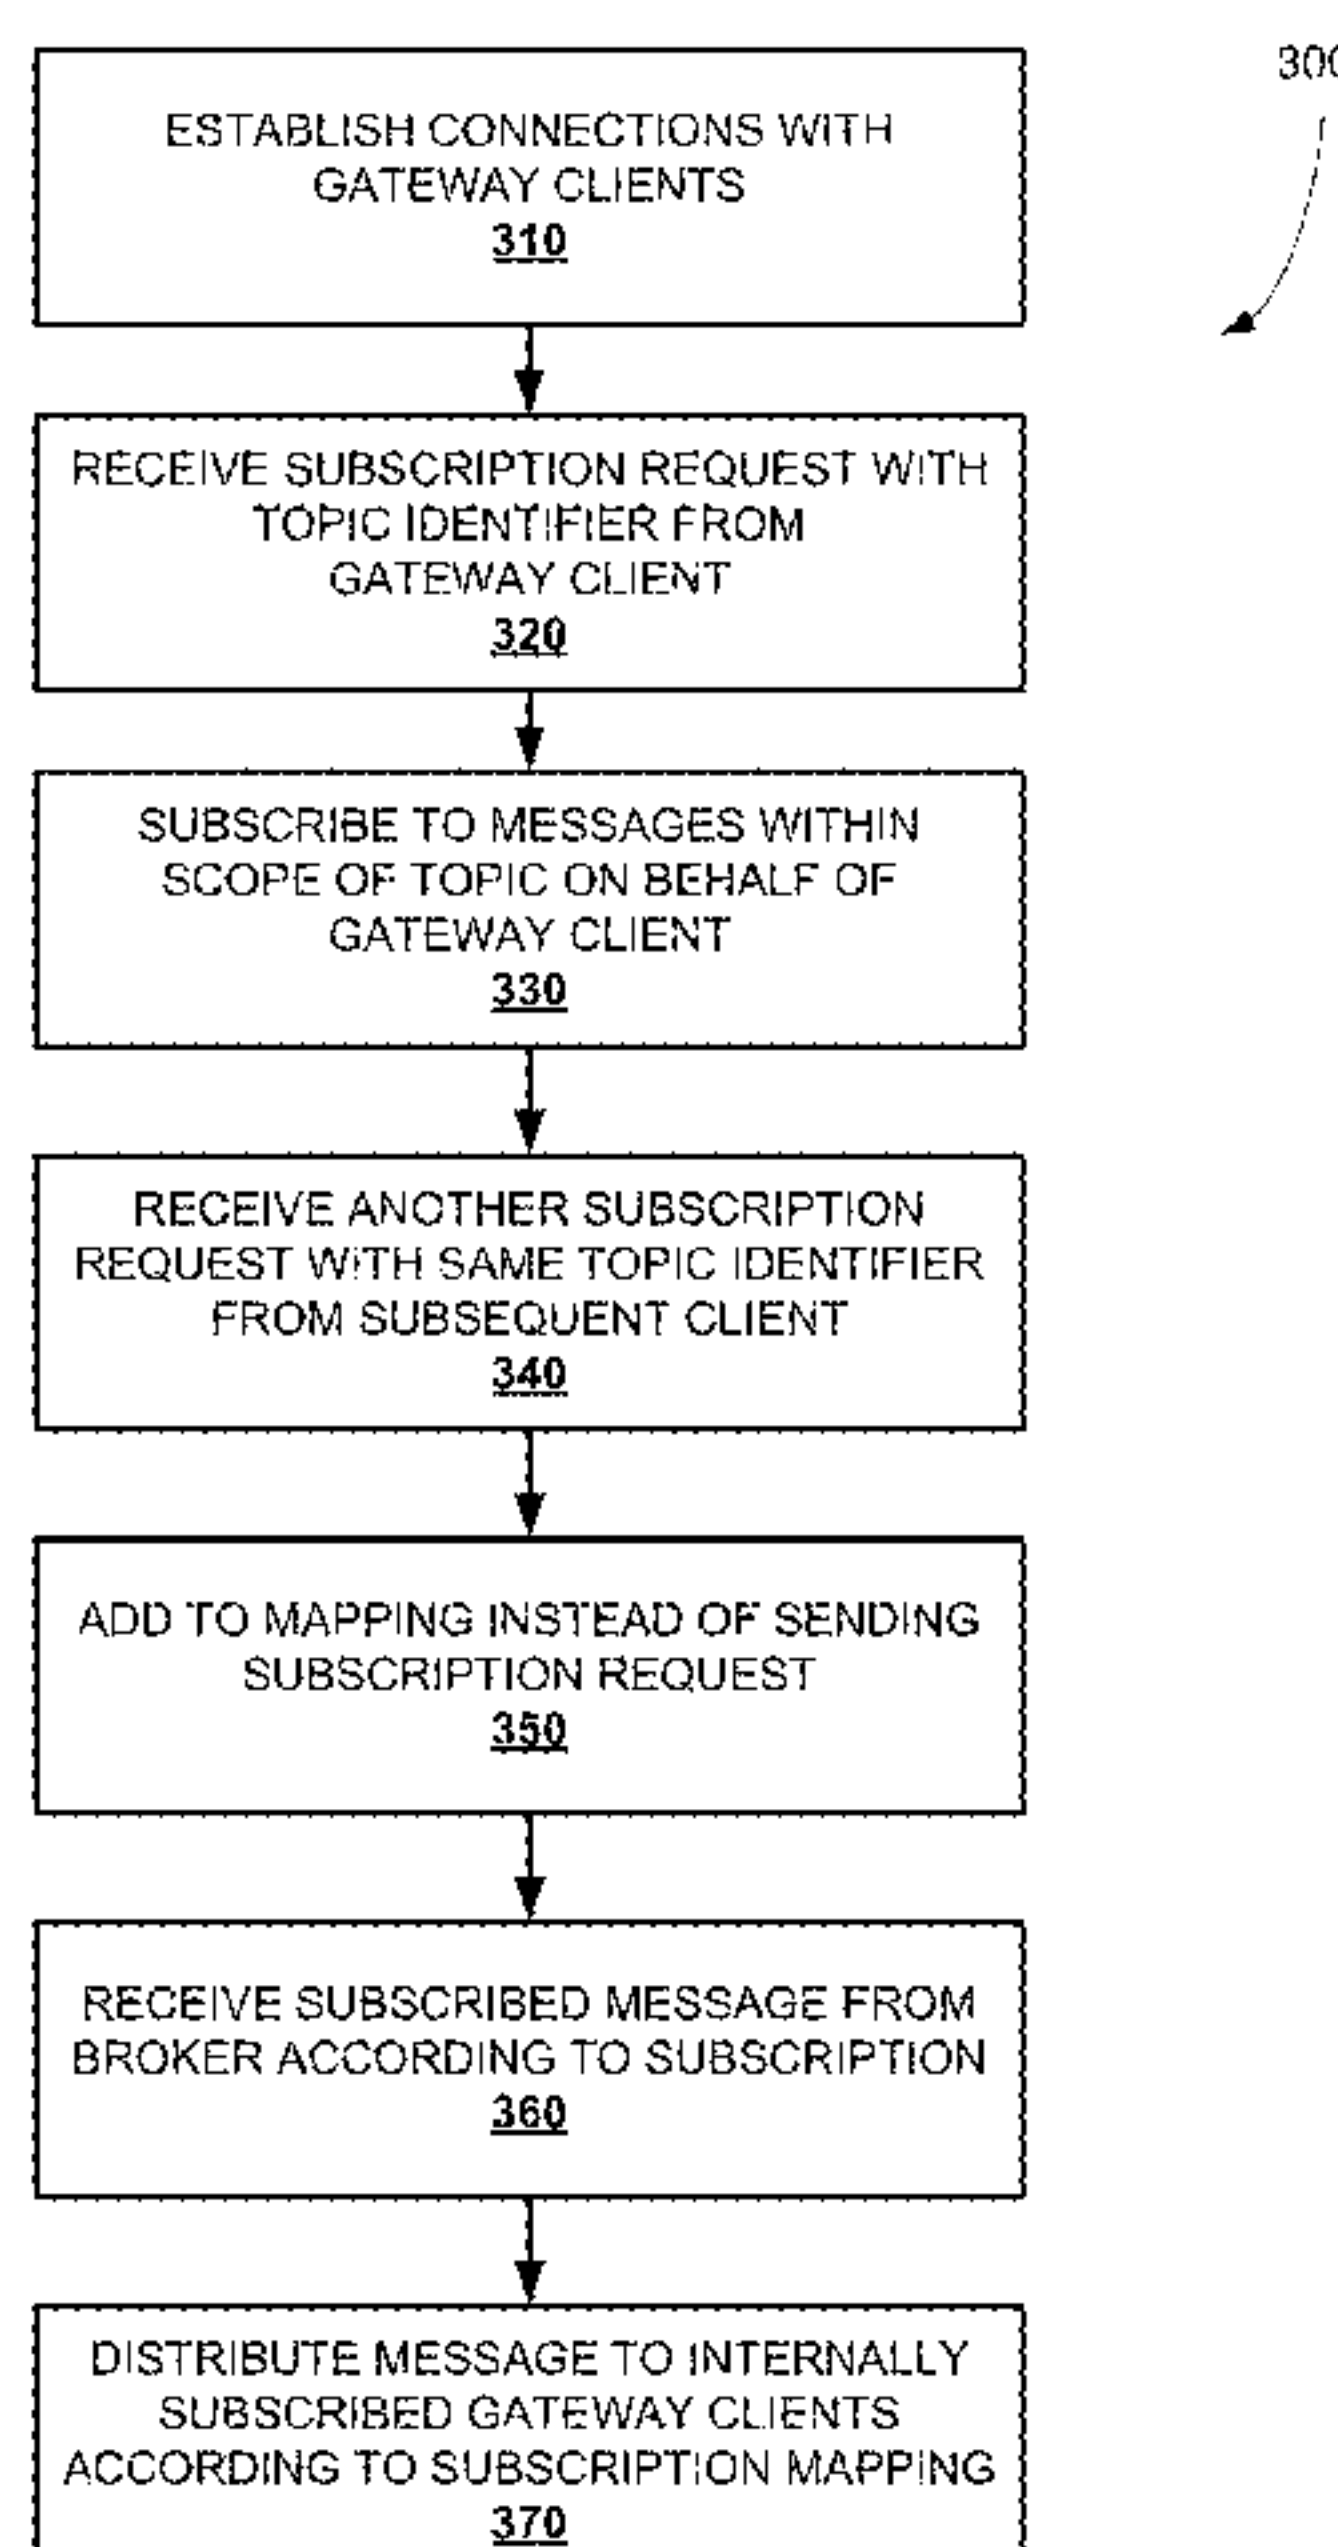 300
ESTABLISH CONNECTIONS WITH
GATEWAY CLIENTS
310
RECEIVE SUBSCRIPTION REQUEST WITH
TOPIC IDENTIFIER FROM
GATEWAY CLIENT
320
SUBSCRIBE TO MESSAGES WITHIN
SCOPE OF TOPIC ON BEHALF OF
GATEWAY CLIENT
330
RECEIVE ANOTHER SUBSCRIPTION
REQUEST WITH SAME TOPIC IDENTIFIER
FROM SUBSEQUENT CLIENT
340
ADD TO MAPPING INSTEAD OF SENDING
SUBSCRIPTION REQUEST
350
RECEIVE SUBSCRIBED MESSAGE FROM
BROKER ACCORDING TO SUBSCRIPTION
360
DISTRIBUTE MESSAGE TO INTERNALLY
SUBSCRIBED GATEWAY CLIENTS
ACCORDING TO SUBSCRIPTION MAPPING
370